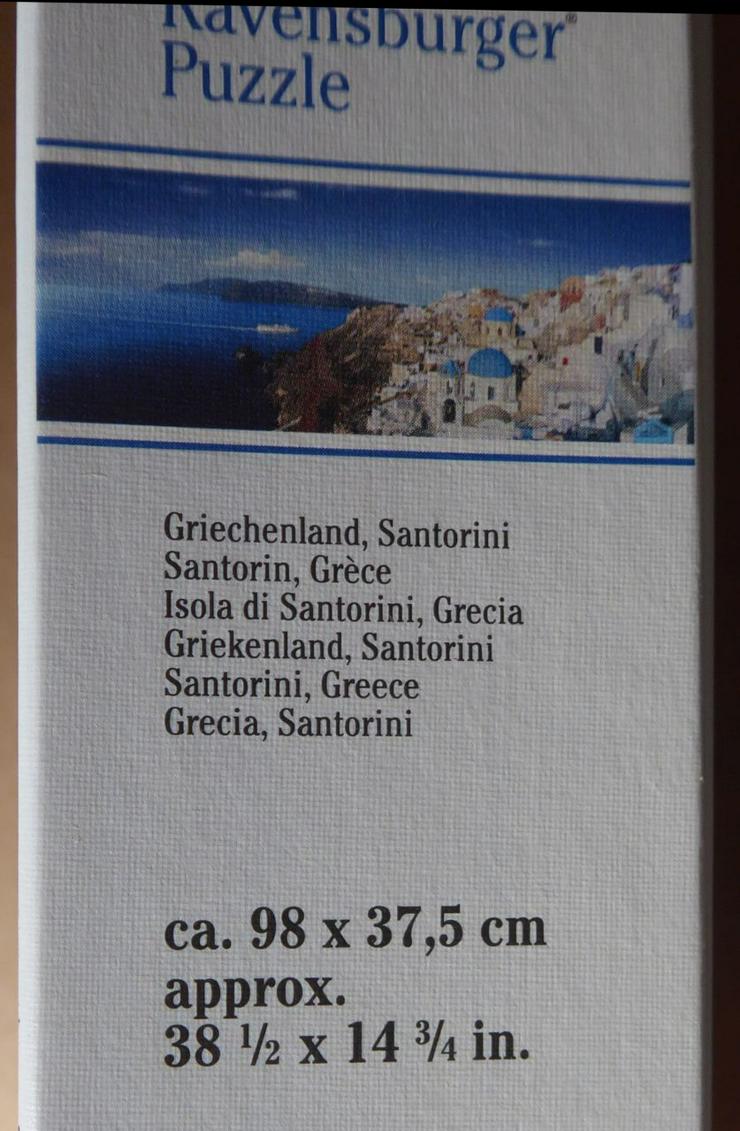 Ravensburger®
Puzzle
Griechenland, Santorini
Santorin, Grèce
Isola di Santorini, Grecia
Griekenland, Santorini
Santorini, Greece
Grecia, Santorini
ca. 98 x 37,5 cm
approx.
38 ½ x 14 ¾ in.